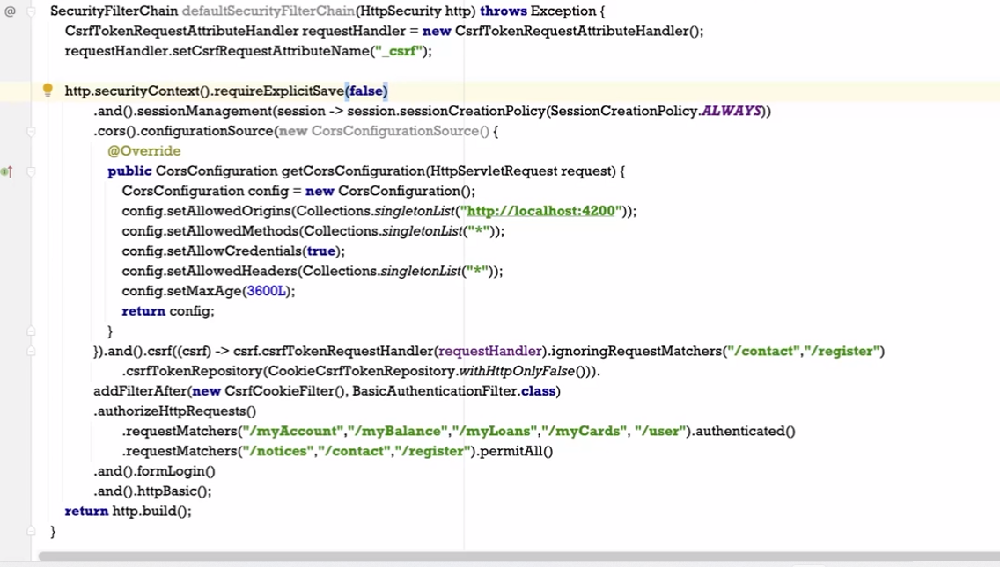 @
SecurityFilterChain defaultSecurityFilterChain(HttpSecurity http) throws Exception {
CsrfTokenRequestAttributeHandler requestHandler = new CsrfTokenRequestAttributeHandler();
requestHandler.setCsrfRequestAttributeName("_csrf");
http.securityContext().requireExplicitSave(false)
.and().sessionManagement(session -> session.sessionCreationPolicy(SessionCreationPolicy.ALWAYS))
.cors().configurationSource(new CorsConfigurationSource() {
@Override
public CorsConfiguration getCorsConfiguration(HttpServletRequest request) {
CorsConfiguration config = new CorsConfiguration();
config.setAllowedOrigins(Collections.singletonList("http://localhost:4200"));
config.setAllowedMethods(Collections.singletonList("*"));
config.setAllowCredentials(true);
config.setAllowedHeaders(Collections.singletonList("*"));
config.setMaxAge(3600L);
return config;
}
}).and().csrf((csrf) -> csrf.csrfTokenRequestHandler(requestHandler).ignoringRequestMatchers("/contact","/register")
.csrfTokenRepository(CookieCsrfTokenRepository.withHttpOnlyFalse())).
addFilterAfter(new CsrfCookieFilter(), BasicAuthenticationFilter.class)
.authorizeHttpRequests()
.requestMatchers("/myAccount","/myBalance","/myLoans","/myCards", "/user").authenticated()
.requestMatchers("/notices","/contact","/register").permitAll()
.and().formLogin()
.and().httpBasic();
return http.build();
}